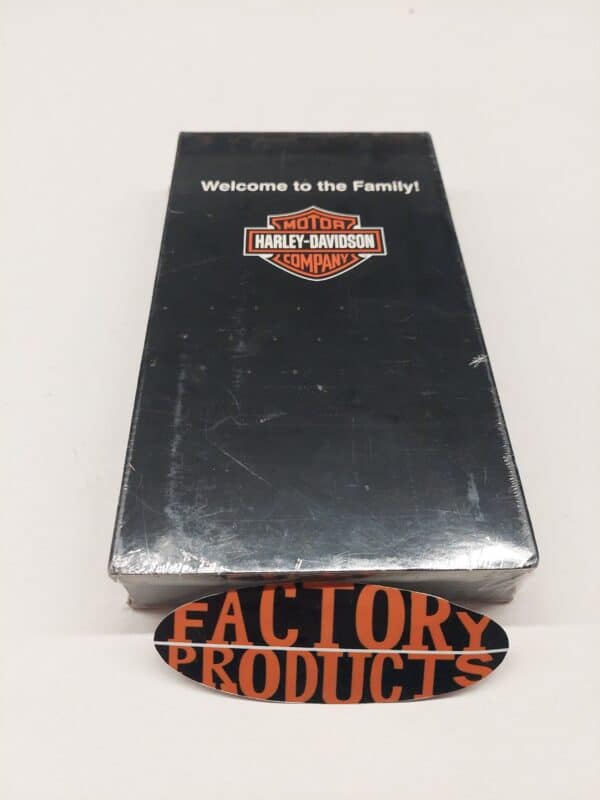 Welcome to the Family!
MOTOR
HARLEY-DAVIDSON
COMPANY
FACTORY
PRODUCTS